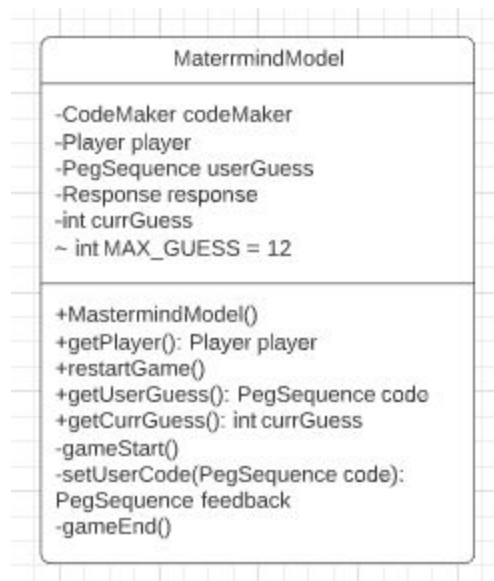 MaterrmindModel
-CodeMaker codeMaker
-Player player
-PegSequence userGuess
-Response response
-int currGuess
~ int MAX_GUESS = 12
+MastermindModel()
+getPlayer(): Player player
+restartGame()
+getUserGuess(): PegSequence code
+getCurrGuess(): int currGuess
-gameStart()
-setUserCode(PegSequence code):
PegSequence feedback
-gameEnd()